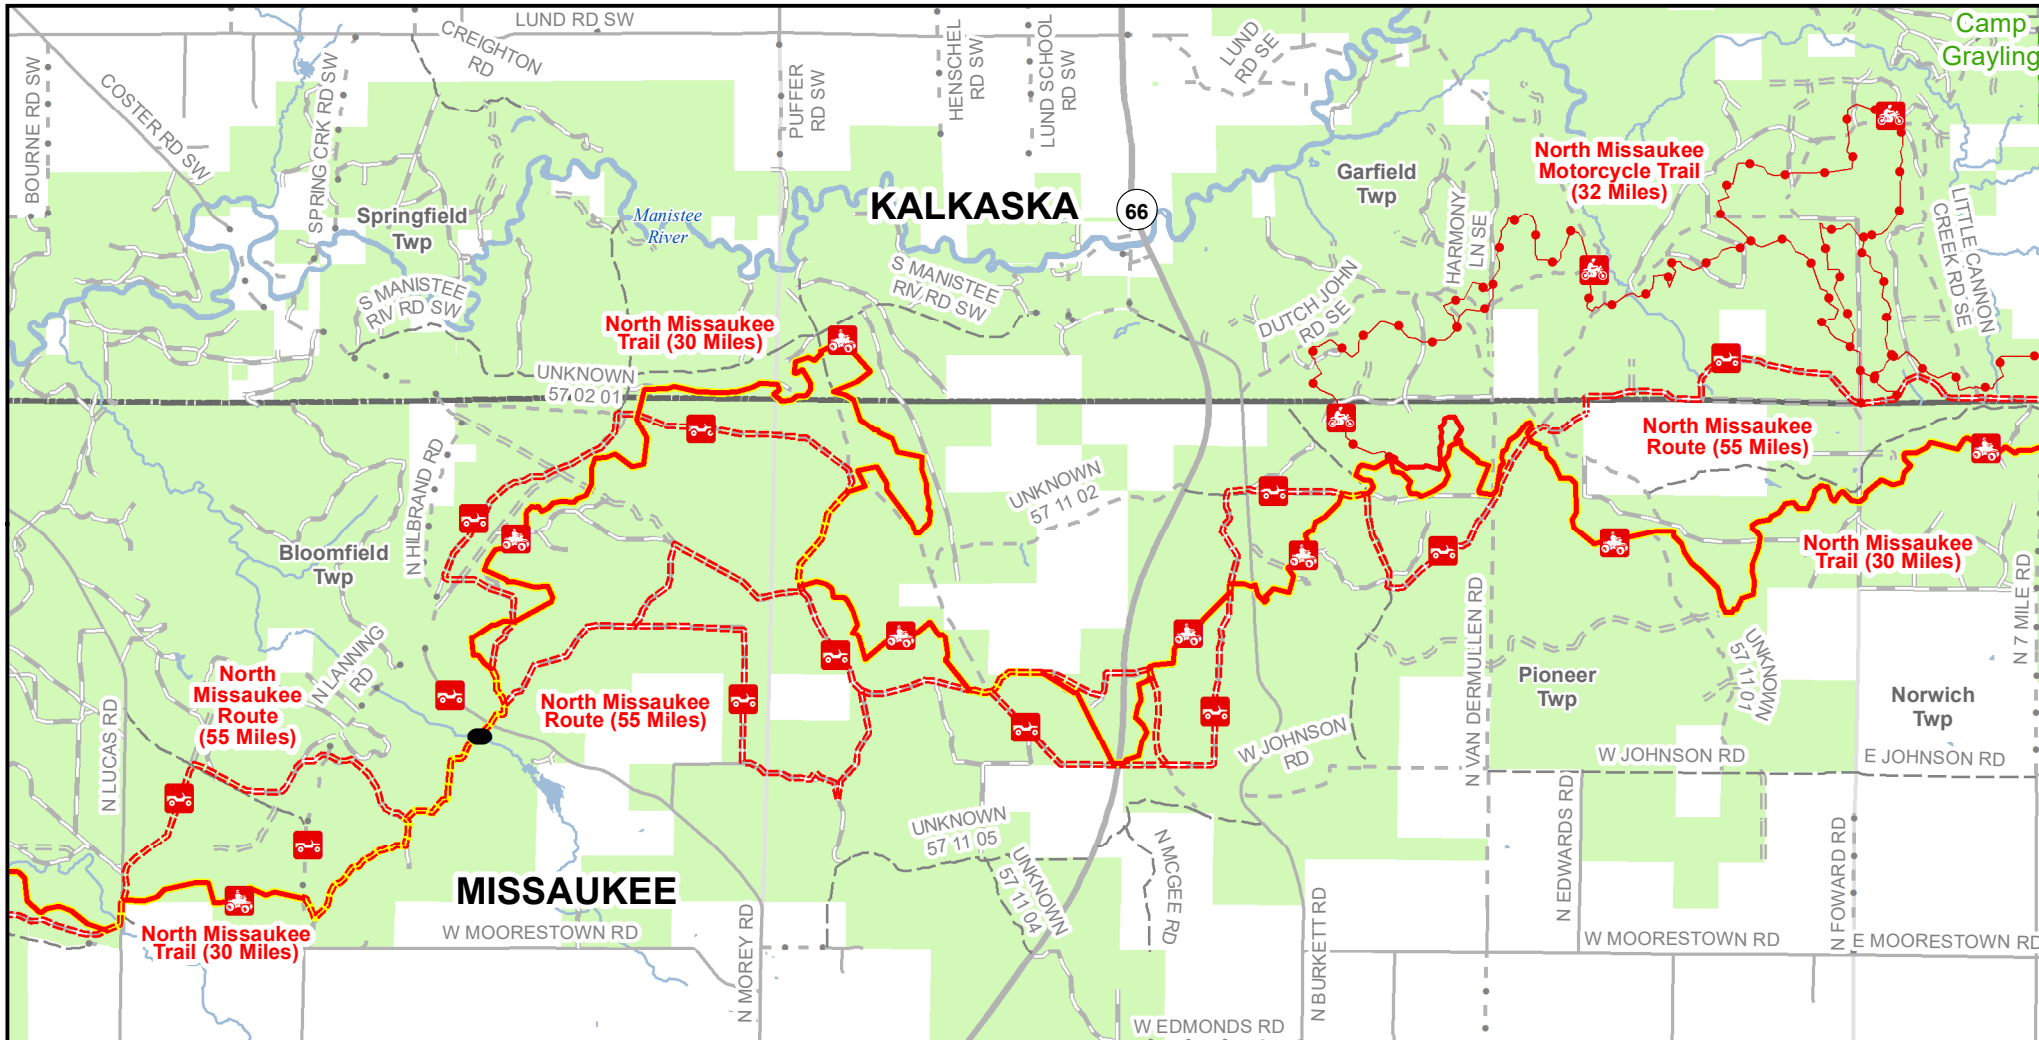 LUND RD SW
CREIGHTON
RD
BOURNE RD SW
COSTER RD SW
SPRING CRK RD SW
PUFFER
RD SW
HENSCHEL
RD SW
LUND SCHOOL
RD SW
LUND
RD SE
Camp
Grayling
North Missaukee
Motorcycle Trail
(32 Miles)
Garfield
Twp
KALKASKA
66
Springfield
Twp
Manistee
River
HARMONY
LN SE
LITTLE CANNON
CREEK RD SE
S MANISTEE
RIV RD SW
S MANISTEE
RIV RD SW
DUTCH JOHN
RD SE
North Missaukee
Trail (30 Miles)
UNKNOWN
57 02 01
North Missaukee
Route (55 Miles)
N HILBRAND RD
UNKNOWN
57 11 02
Bloomfield
Twp
North Missaukee
Trail (30 Miles)
N VAN DERMULLEN RD
N 7 MILE RD
N LANNING
RD
North
Missaukee
Route
(55 Miles)
North Missaukee
Route (55 Miles)
Pioneer
Twp
UNKNOWN
57 11 01
Norwich
Twp
N LUCAS RD
W JOHNSON
RD
W JOHNSON RD
E JOHNSON RD
UNKNOWN
57 11 05
UNKNOWN
57 11 04
N MCGEE RD
N EDWARDS RD
N FOWARD RD
MISSAUKEE
North Missaukee
Trail (30 Miles)
W MOORESTOWN RD
N MOREY RD
N BURKETT RD
W MOORESTOWN RD
E MOORESTOWN RD
W EDMONDS RD